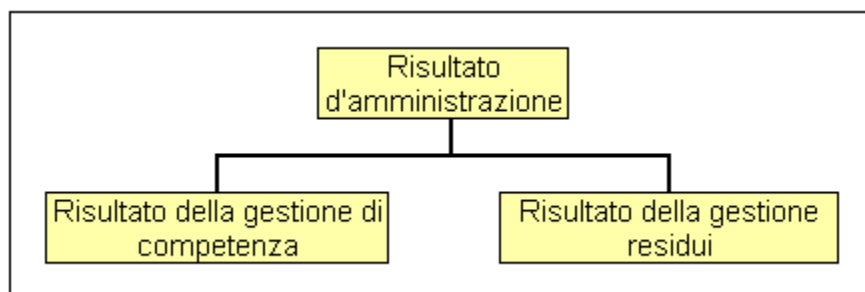 Risultato
d'amministrazione
Risultato della gestione di
competenza
Risultato della gestione
residui